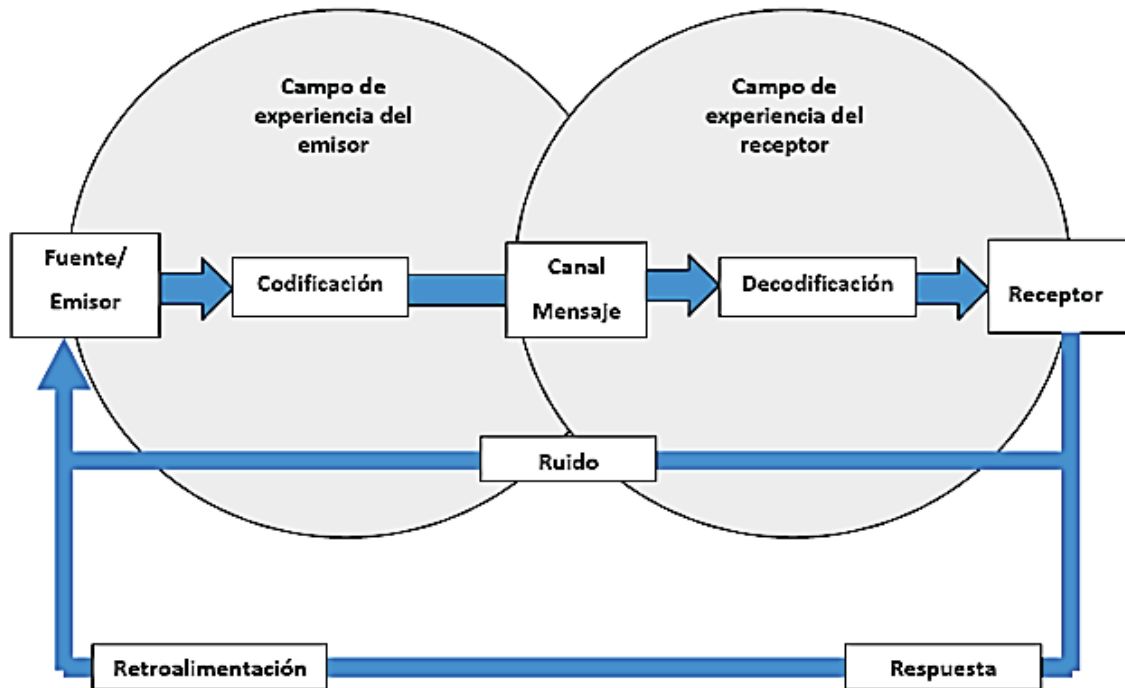 Campo de
experiencia del
emisor
Campo de
experiencia del
receptor
Fuente/
Emisor
Codificación
Canal
Mensaje
Decodificación
Receptor
Ruido
Retroalimentación
Respuesta